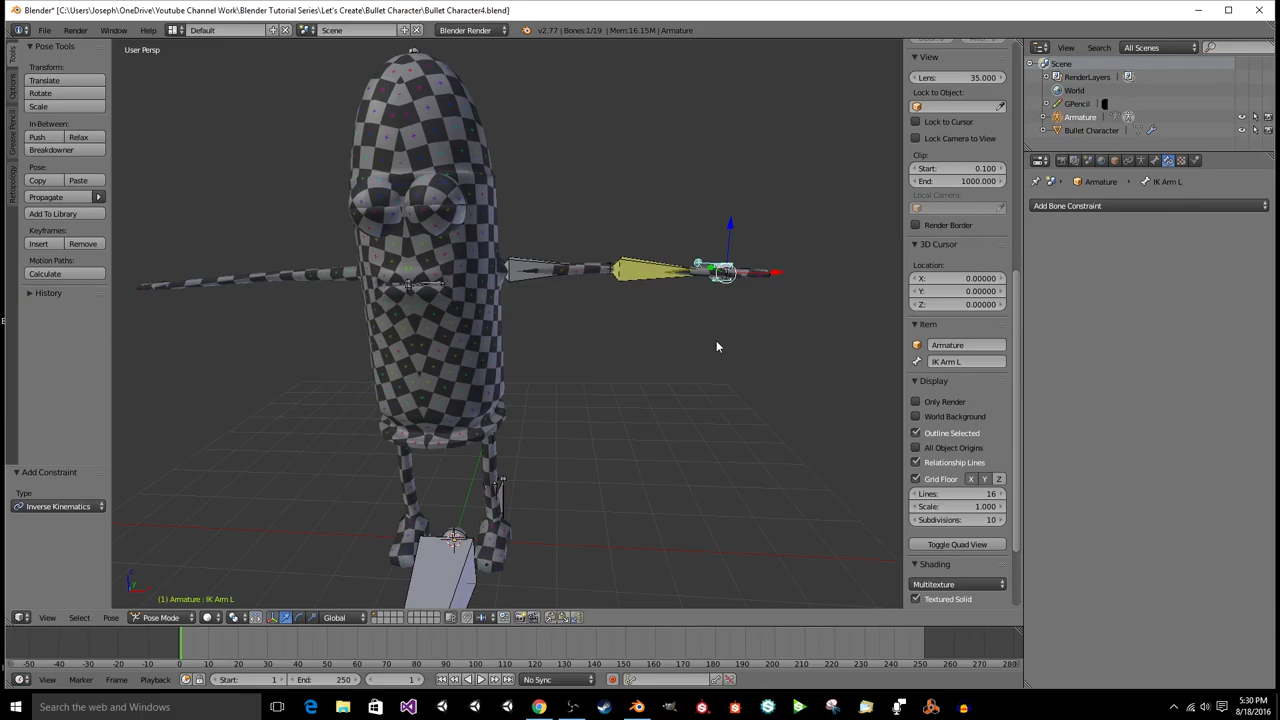 Blender* [C:\Users\Joseph\OneDrive\Youtube Channel Work\Blender Tutorial Series\Let's Create\Bullet Character\Bullet Character4.blend]
File Render Window Help Default Scene Blender Render v2.77 | Bones:1/19 | Mem:16.15M | Armature
View Search All Scenes
Tools
Options
Grease Pencil
Retopology
Pose Tools
Transform:
Translate
Rotate
Scale
In-Between:
Push Relax
Breakdowner
Pose:
Copy Paste
Propagate
Add To Library
Keyframes:
Insert Remove
Motion Paths:
Calculate
History
Add Constraint
Type
Inverse Kinematics
User Persp
(1) Armature : IK Arm L
View
Lens: 35.000
Lock to Object:
Lock to Cursor
Lock Camera to View
Clip:
Start: 0.100
End: 1000.000
Local Camera:
Render Border
3D Cursor
Location:
X: 0.00000
Y: 0.00000
Z: 0.00000
Item
Armature
IK Arm L
Display
Only Render
World Background
Outline Selected
All Object Origins
Relationship Lines
Grid Floor X Y Z
Lines: 16
Scale: 1.000
Subdivisions: 10
Toggle Quad View
Shading
Multitexture
Textured Solid
Scene
RenderLayers
World
GPencil
Armature
Bullet Character
Armature IK Arm L
Add Bone Constraint
View Select Pose Pose Mode Global
-50 -40 -30 -20 -10 0 10 20 30 40 50 60 70 80 90 100 110 120 130 140 150 160 170 180 190 200 210 220 230 240 250 260 270 280
View Marker Frame Playback Start: 1 End: 250 1 No Sync
Search the web and Windows
5:30 PM
8/18/2016